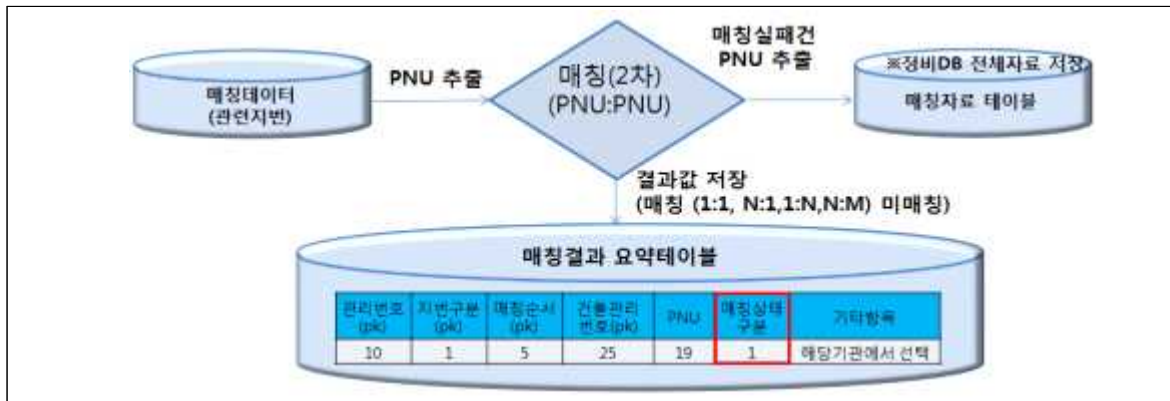 매칭데이터
(관련지번)
PNU 추출
매칭(2차)
(PNU:PNU)
매칭실패건
PNU 추출
※정비DB 전체자료 저장
매칭자료 테이블
결과값 저장
(매칭 (1:1, N:1,1:N,N:M) 미매칭)
매칭결과 요약테이블
관리번호
(pk)
지번구분
(pk)
매칭순서
(pk)
건물관리
번호(pk)
PNU
매칭상태
구분
기타항목
10
1
5
25
19
1
해당기관에서 선택